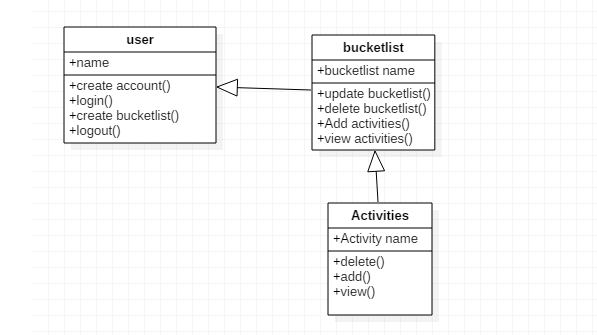 user
+name
+create account()
+login()
+create bucketlist()
+logout()
bucketlist
+bucketlist name
+update bucketlist()
+delete bucketlist()
+Add activities()
+view activities()
Activities
+Activity name
+delete()
+add()
+view()